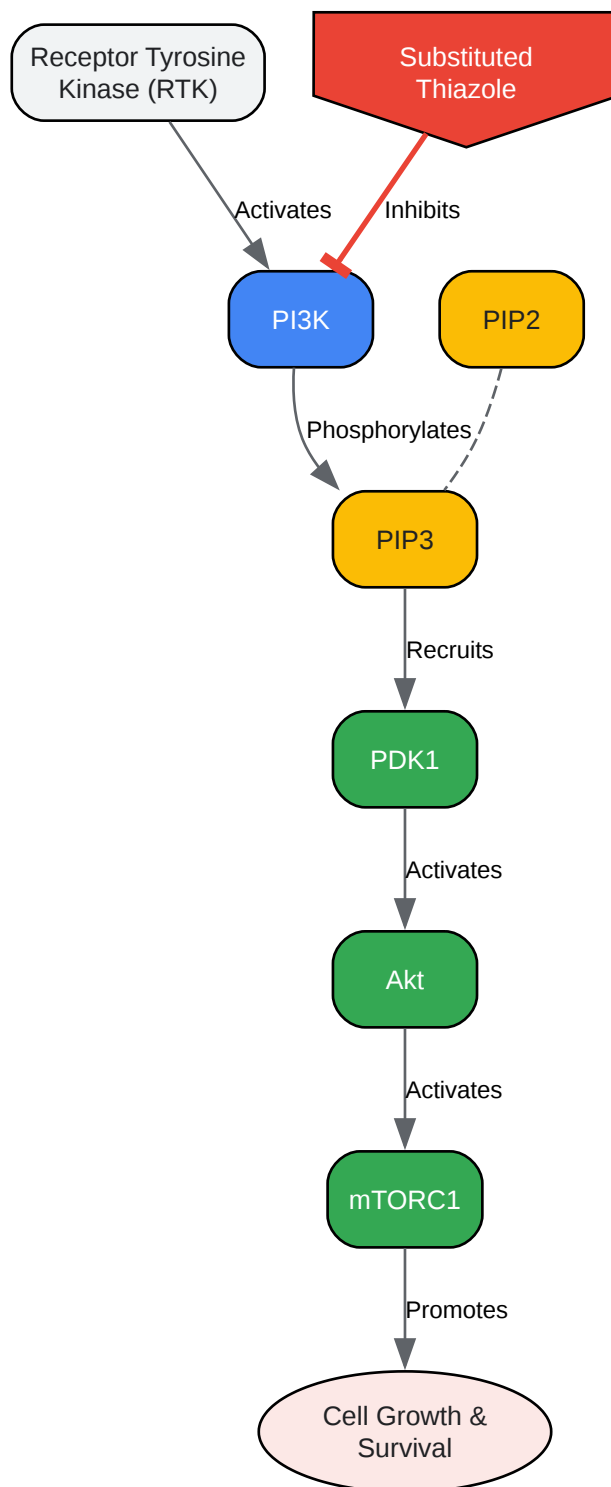 Receptor Tyrosine
Kinase (RTK)
Substituted
Thiazole
Activates
Inhibits
PI3K
PIP2
Phosphorylates
PIP3
Recruits
PDK1
Activates
Akt
Activates
mTORC1
Promotes
Cell Growth &
Survival